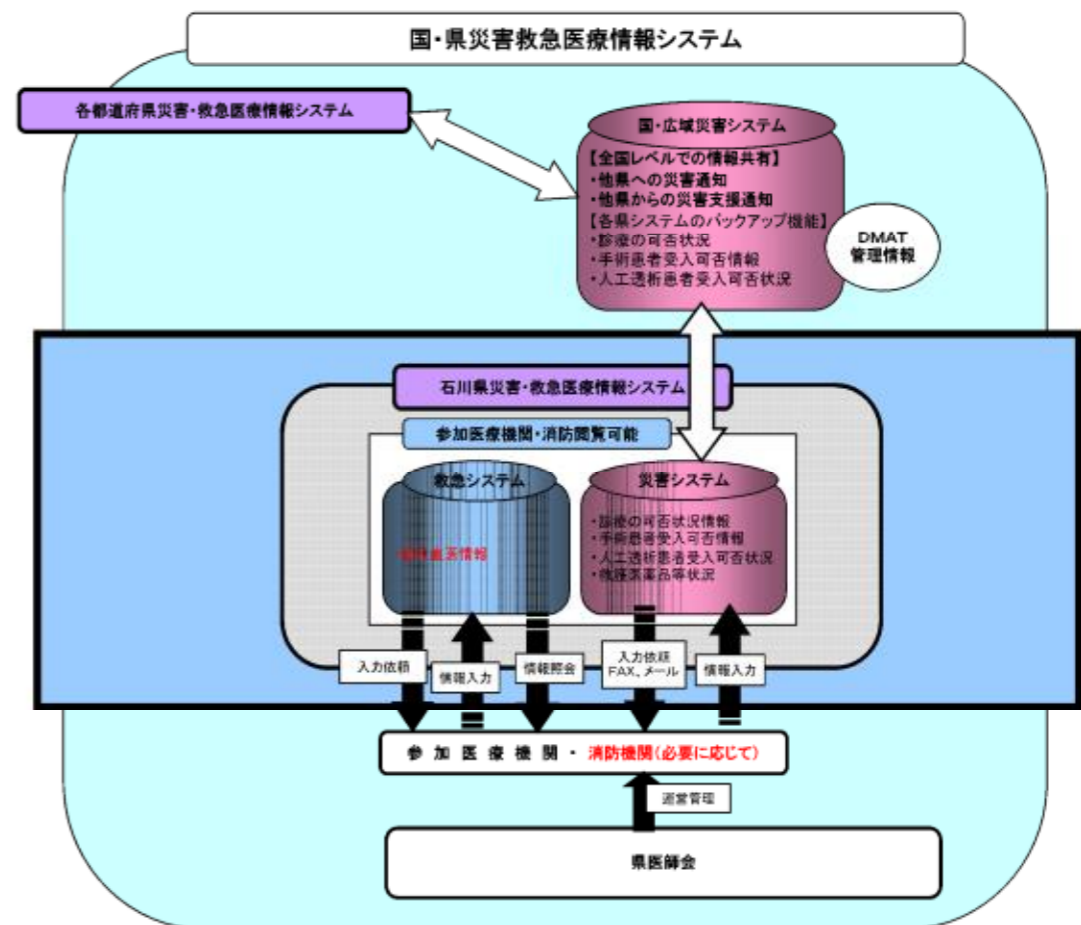 国・県災害救急医療情報システム
各都道府県災害・救急医療情報システム
国・広域災害システム
【全国レベルでの情報共有】
・他県への災害通知
・他県からの災害支援通知
【各県システムのバックアップ機能】
・診療の可否状況
・手術患者受入可否情報
・人工透析患者受入可否状況
DMAT
管理情報
石川県災害・救急医療情報システム
参加医療機関・消防閲覧可能
救急システム
医情報
災害システム
・診療の可否状況情報
・手術患者受入可否情報
・人工透析患者受入可否状況
・救護医薬品等状況
入力依頼
情報入力
情報照会
入力依頼
FAX、メール
情報入力
参加医療機関・消防機関(必要に応じて)
運営管理
県医師会